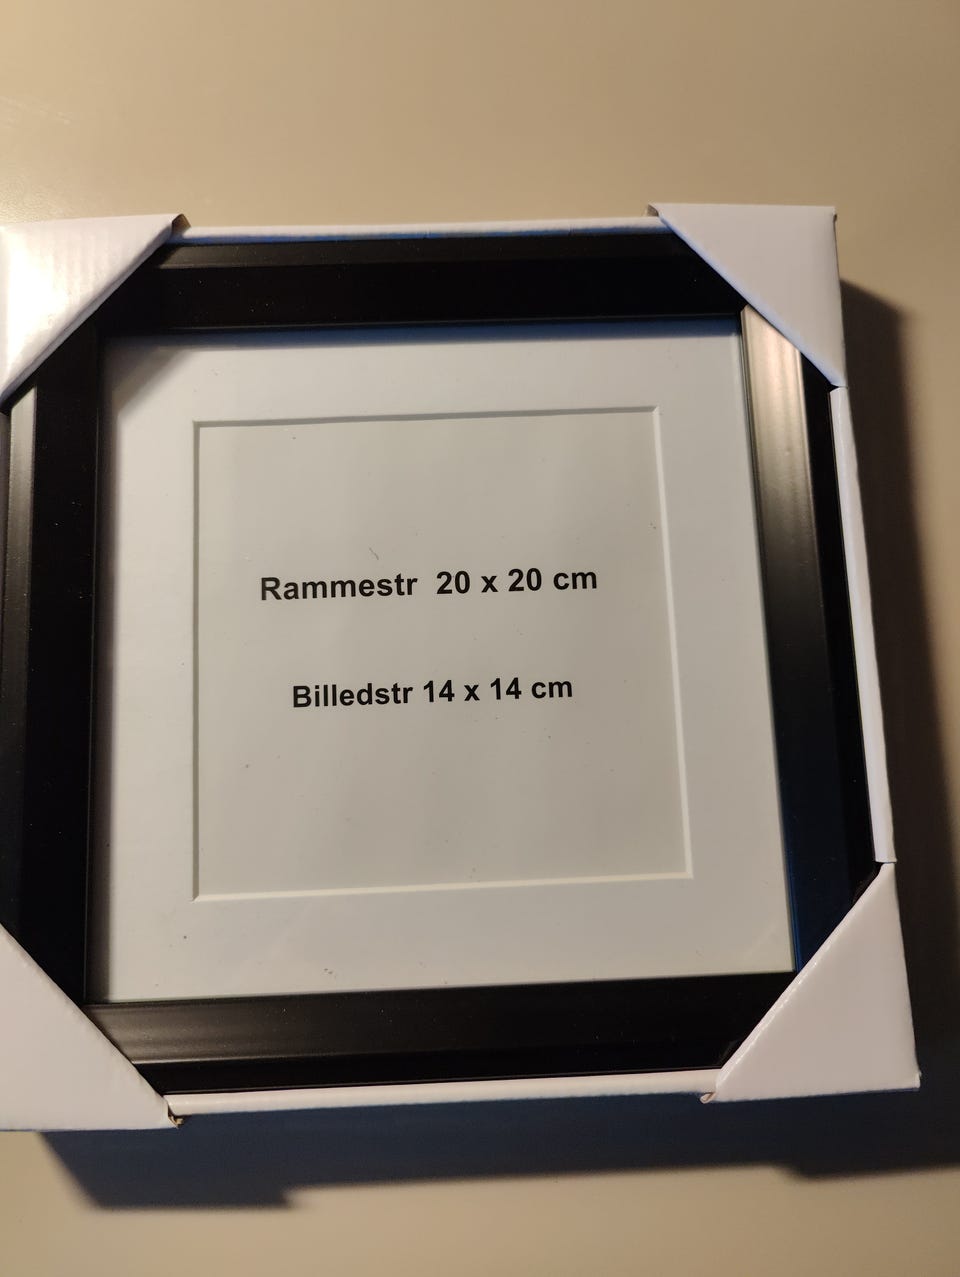 Rammestr 20 x 20 cm
Billedstr 14 x 14 cm